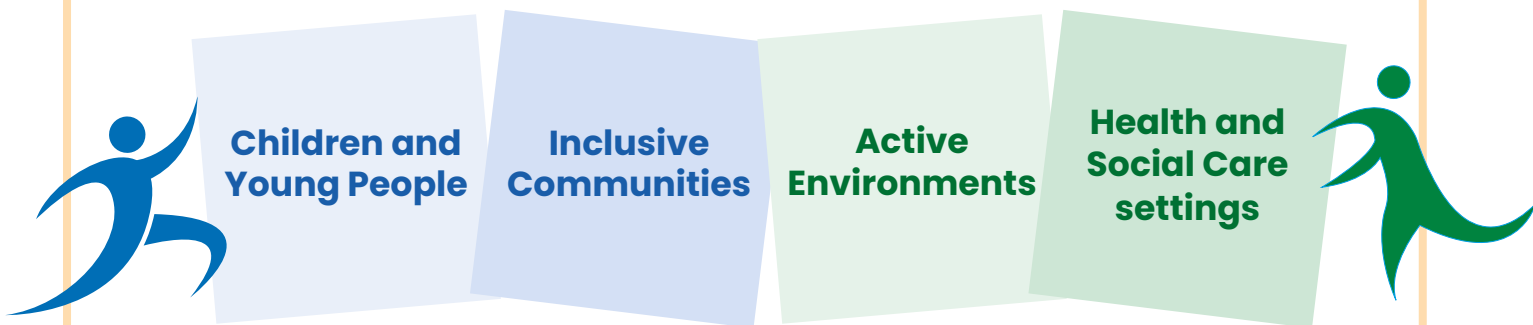 Children and
Young People
Inclusive
Communities
Active
Environments
Health and
Social Care
settings